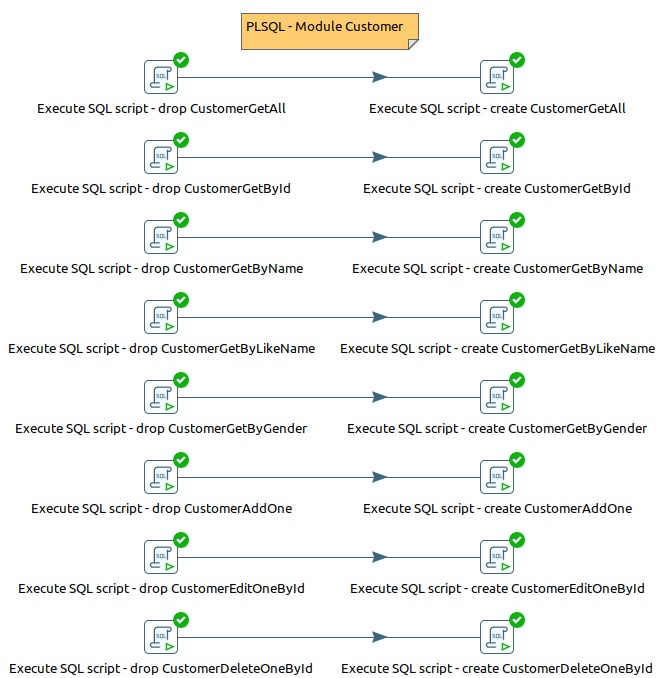 PLSQL - Module Customer
SQL SQL
Execute SQL script - drop CustomerGetAll Execute SQL script - create CustomerGetAll
SQL SQL
Execute SQL script - drop CustomerGetById Execute SQL script - create CustomerGetById
SQL SQL
Execute SQL script - drop CustomerGetByName Execute SQL script - create CustomerGetByName
SQL SQL
Execute SQL script - drop CustomerGetByLikeName Execute SQL script - create CustomerGetByLikeName
SQL SQL
Execute SQL script - drop CustomerGetByGender Execute SQL script - create CustomerGetByGender
SQL SQL
Execute SQL script - drop CustomerAddOne Execute SQL script - create CustomerAddOne
SQL SQL
Execute SQL script - drop CustomerEditOneById Execute SQL script - create CustomerEditOneById
SQL SQL
Execute SQL script - drop CustomerDeleteOneById Execute SQL script - create CustomerDeleteOneById